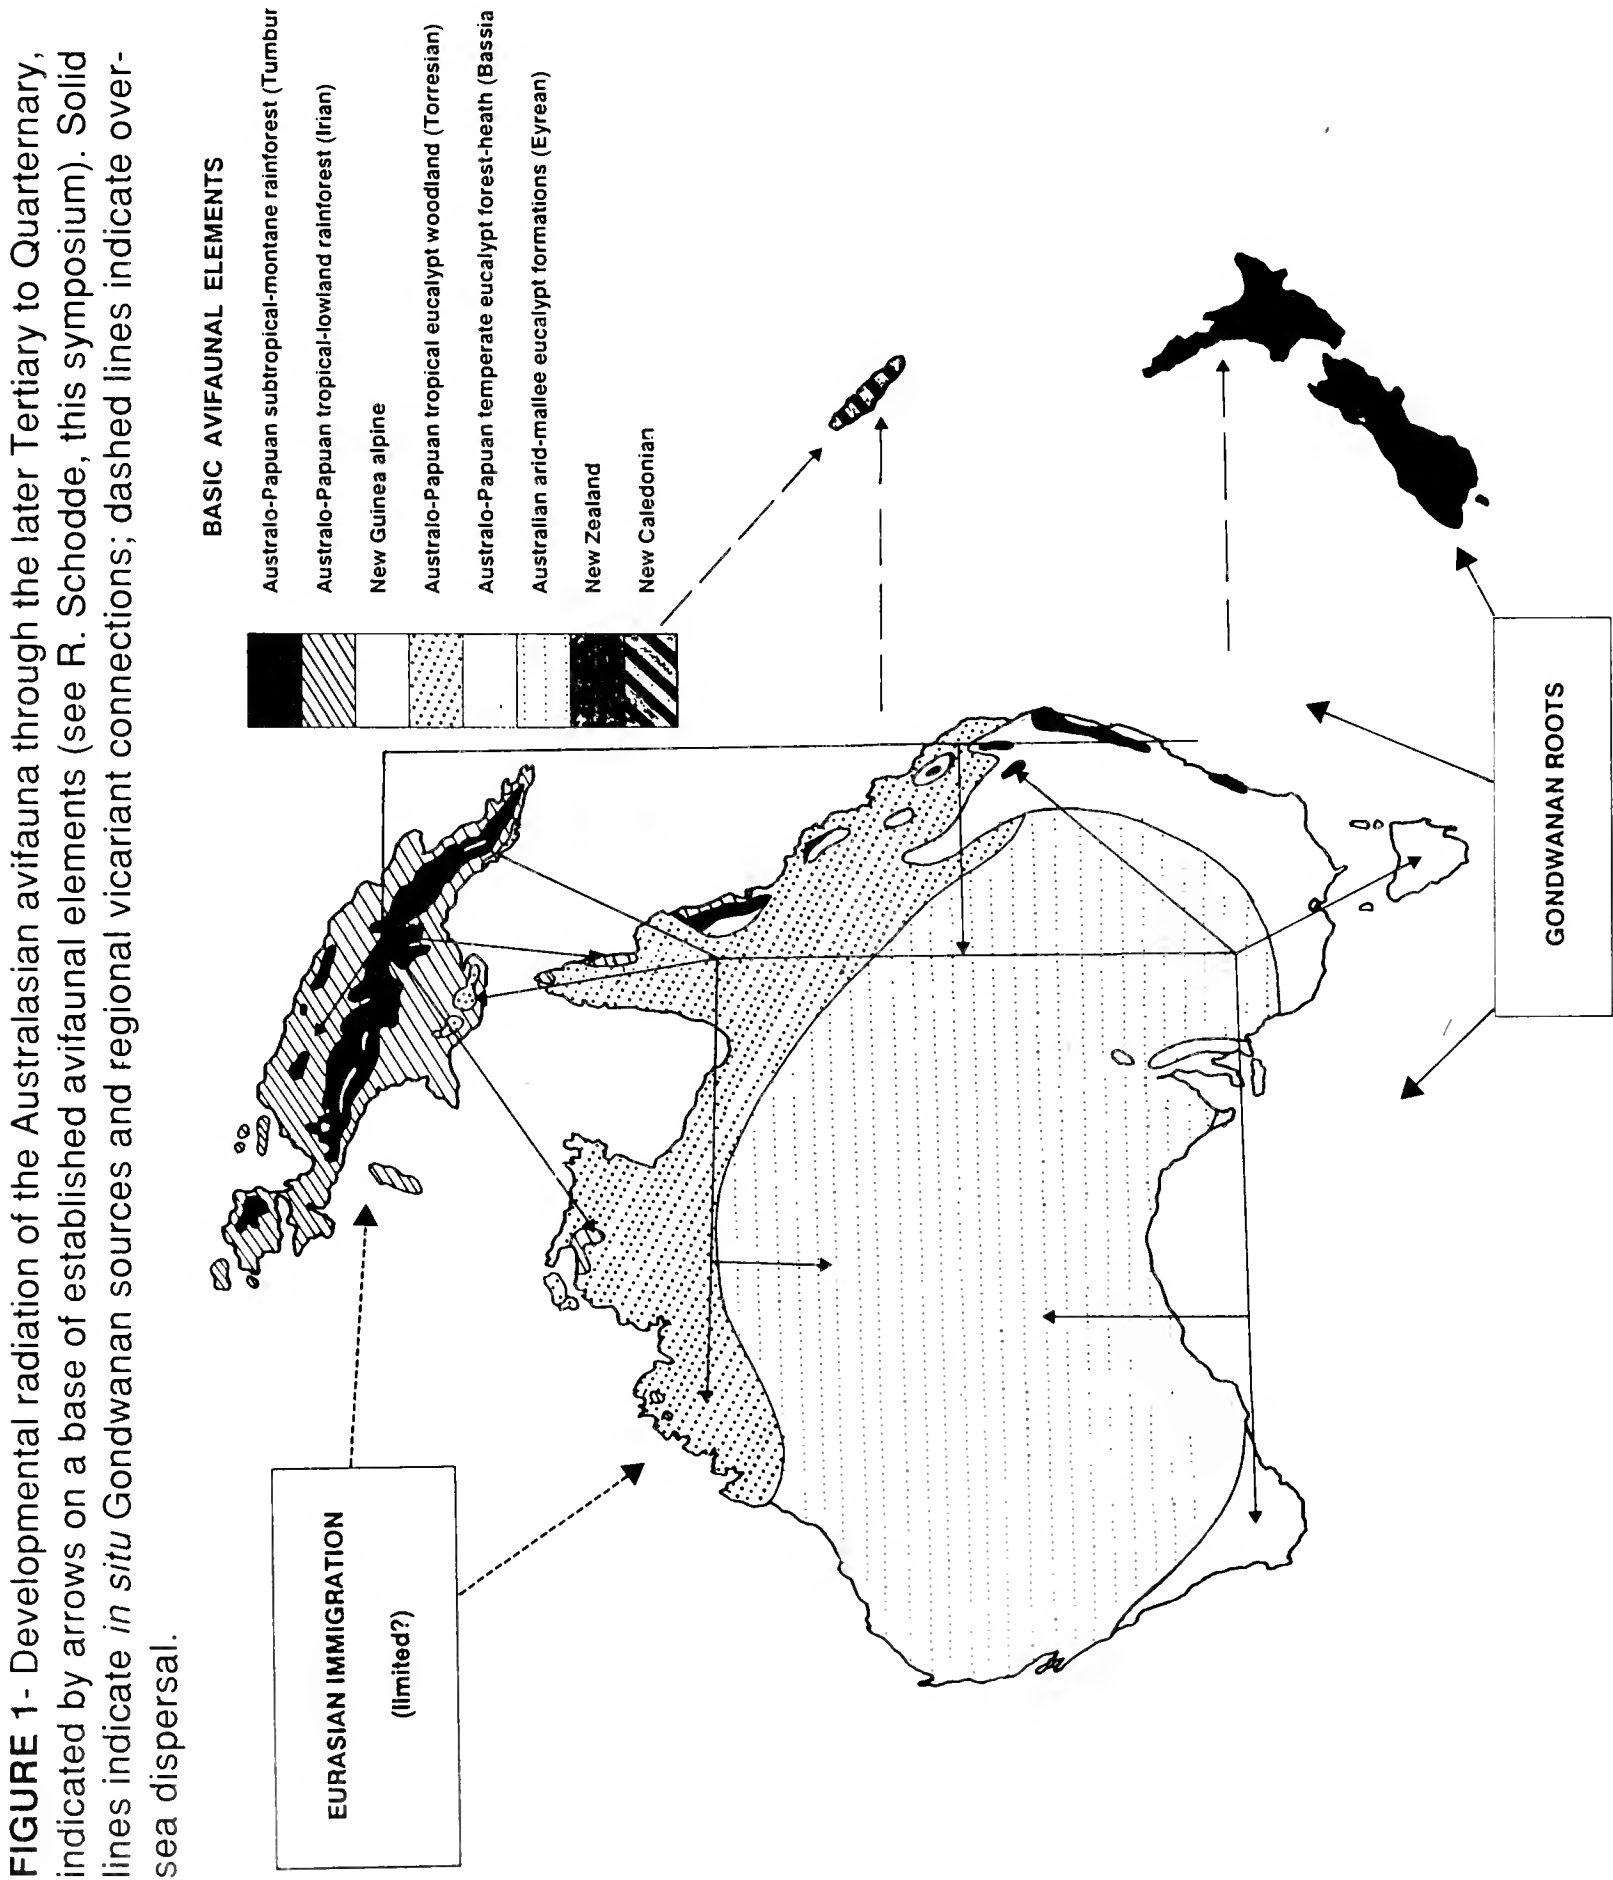 FIGURE 1 - Developmental radiation of the Australasian avifauna through the later Tertiary to Quarternary,
indicated by arrows on a base of established avifaunal elements (see R. Schodde, this symposium). Solid
lines indicate in situ Gondwanan sources and regional vicariant connections; dashed lines indicate over-
sea dispersal.
BASIC AVIFAUNAL ELEMENTS
Australo-Papuan subtropical-montane rainforest (Tumbur
Australo-Papuan tropical-lowland rainforest (Irian)
New Guinea alpine
Australo-Papuan tropical eucalypt woodland (Torresian)
Australo-Papuan temperate eucalypt forest-heath (Bassia
Australian arid-mallee eucalypt formations (Eyrean)
New Zealand
New Caledonian
EURASIAN IMMIGRATION
(limited?)
GONDWANAN ROOTS